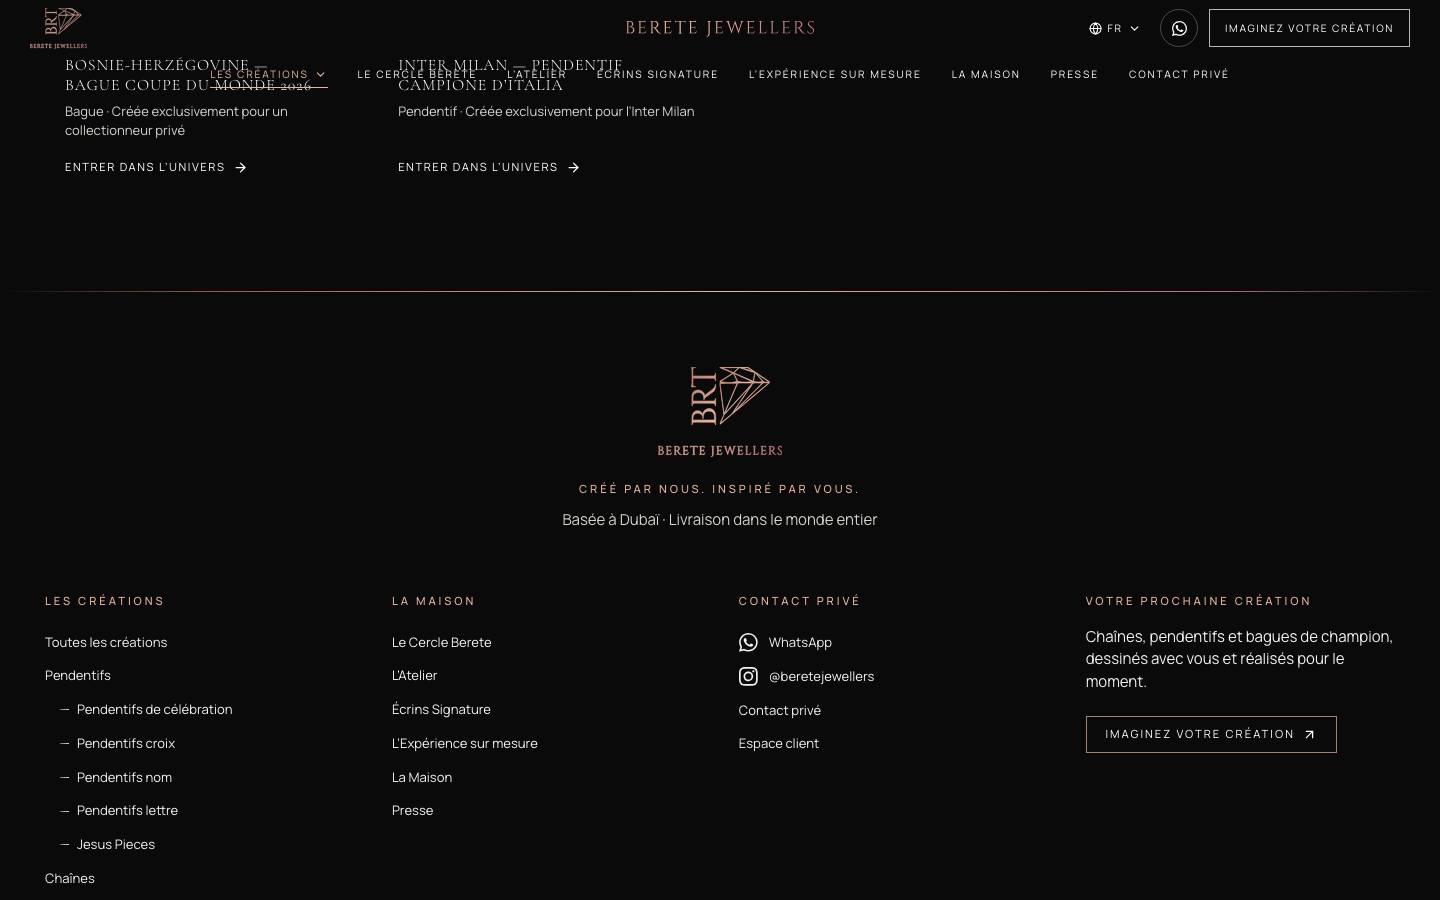 BRT
BERETE JEWELLERS
BERETE JEWELLERS
FR
IMAGINEZ VOTRE CRÉATION
LES CRÉATIONS
LE CERCLE BERETE
L'ATELIER
ÉCRINS SIGNATURE
L'EXPÉRIENCE SUR MESURE
LA MAISON
PRESSE
CONTACT PRIVÉ
BOSNIE-HERZÉGOVINE —
BAGUE COUPE DU MONDE 2026
Bague · Créée exclusivement pour un
collectionneur privé
ENTRER DANS L'UNIVERS
INTER MILAN — PENDENTIF
CAMPIONE D'ITALIA
Pendentif · Créée exclusivement pour l'Inter Milan
ENTRER DANS L'UNIVERS
BRT
BERETE JEWELLERS
CRÉÉ PAR NOUS. INSPIRÉ PAR VOUS.
Basée à Dubaï · Livraison dans le monde entier
LES CRÉATIONS
Toutes les créations
Pendentifs
— Pendentifs de célébration
— Pendentifs croix
— Pendentifs nom
— Pendentifs lettre
— Jesus Pieces
Chaînes
LA MAISON
Le Cercle Berete
L'Atelier
Écrins Signature
L'Expérience sur mesure
La Maison
Presse
CONTACT PRIVÉ
WhatsApp
@beretejewellers
Contact privé
Espace client
VOTRE PROCHAINE CRÉATION
Chaînes, pendentifs et bagues de champion,
dessinés avec vous et réalisés pour le
moment.
IMAGINEZ VOTRE CRÉATION